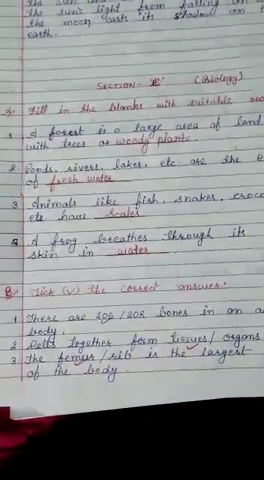 the sun's light from falling on
the moon casts its shadow on
earth.
Section - 'C' (Biology)
Fill in the blanks with suitable
1 A forest is a large area of land
with trees or woody plants.
2 Ponds, rivers, lakes, etc are the
of fresh water
3 Animals like fish, snakes,
etc have Scales
4 A frog breathes through its
skin in water
Q Tick (√) the correct answer:
1 There are 206/208 bones in an
body.
2 Cells together form tissues/organs
3 The femur/rib is the largest
of the body